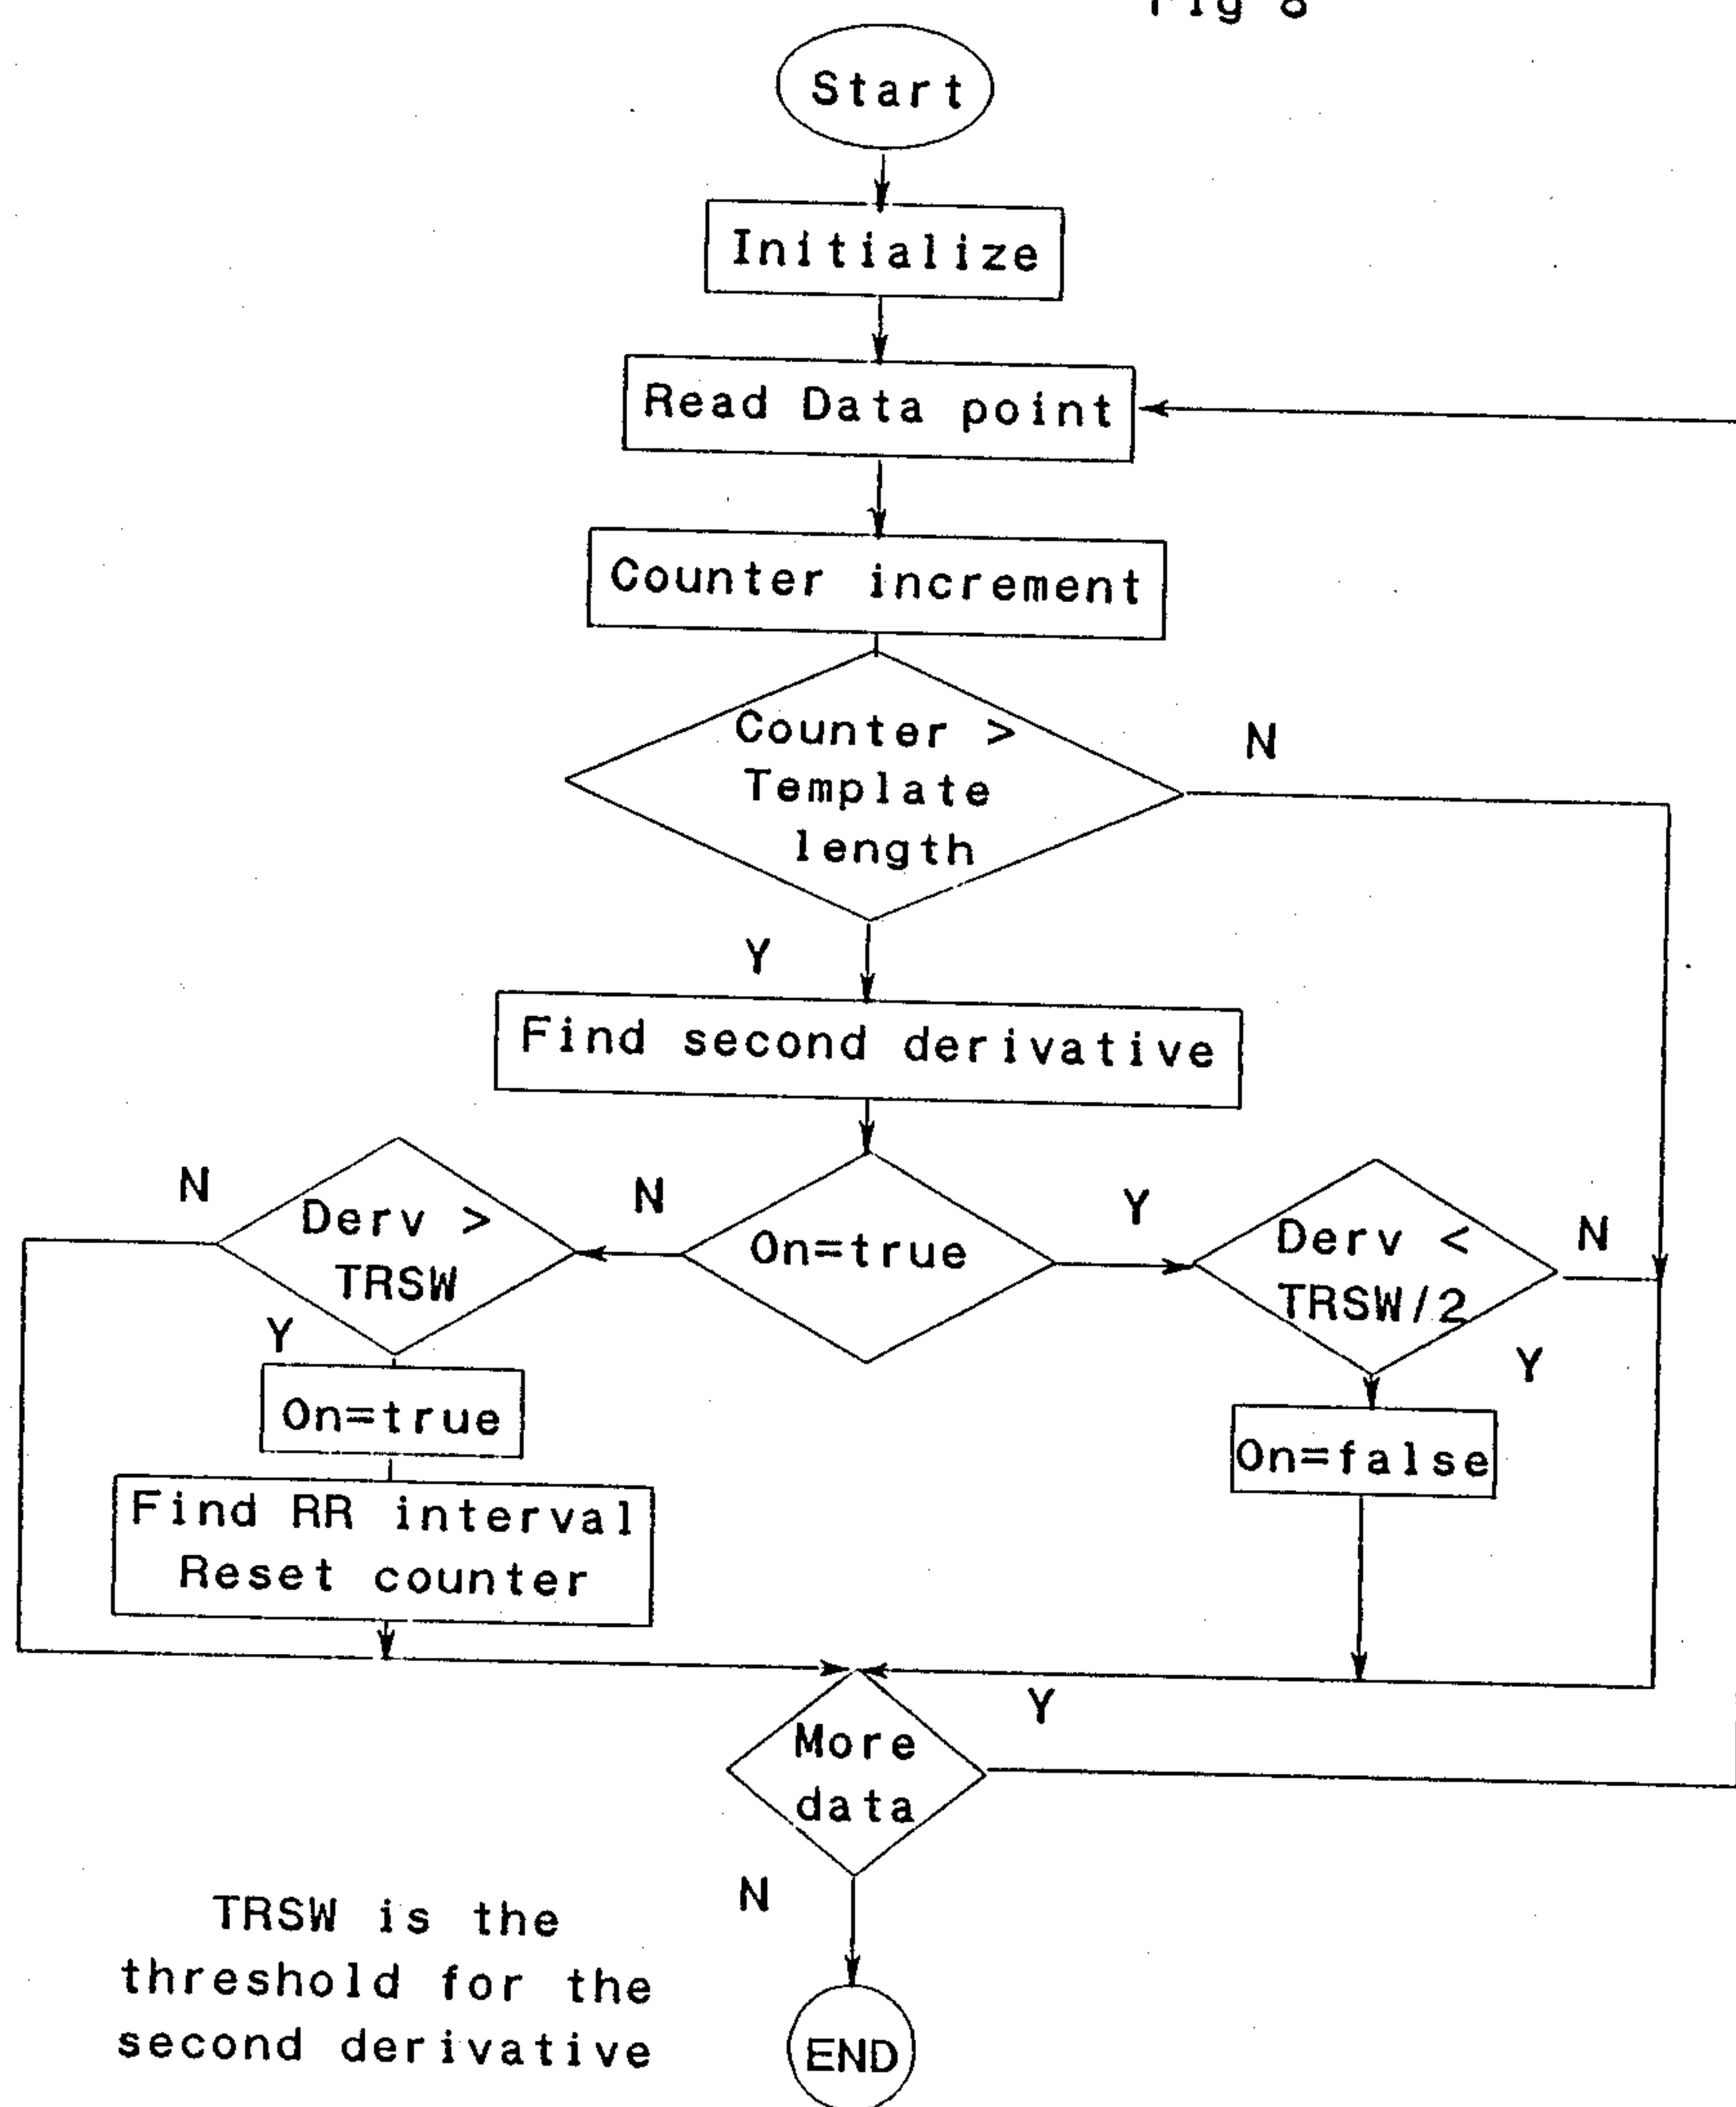 Fig 8
Start
Initialize
Read Data point
Counter increment
Counter >
Template
length
N
Y
Find second derivative
N
Derv >
TRSW
N
On=true
Y
Derv <
TRSW/2
N
Y
On=true
Y
On=false
Find RR interval
Reset counter
Y
More
data
N
TRSW is the
threshold for the
second derivative
END